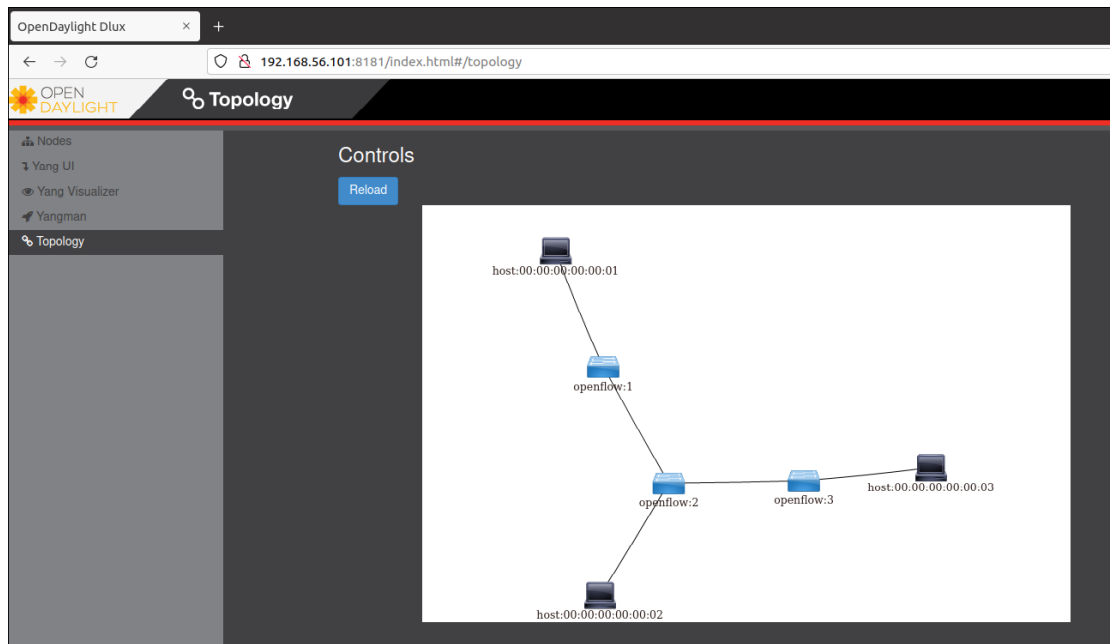 OpenDaylight Dlux × +
192.168.56.101:8181/index.html#/topology
OPEN
DAYLIGHT
Topology
Nodes
Yang UI
Yang Visualizer
Yangman
Topology
Controls
Reload
host:00:00:00:00:00:01
openflow:1
host:00:00:00:00:00:03
openflow:2
openflow:3
host:00:00:00:00:00:02